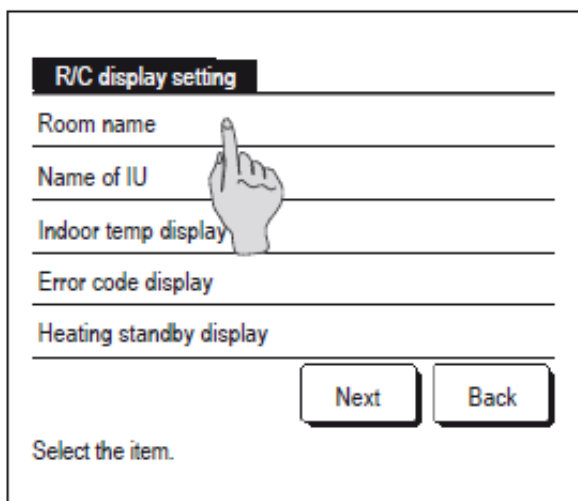 R/C display setting
Room name
Name of IU
Indoor temp display
Error code display
Heating standby display
Next
Back
Select the item.